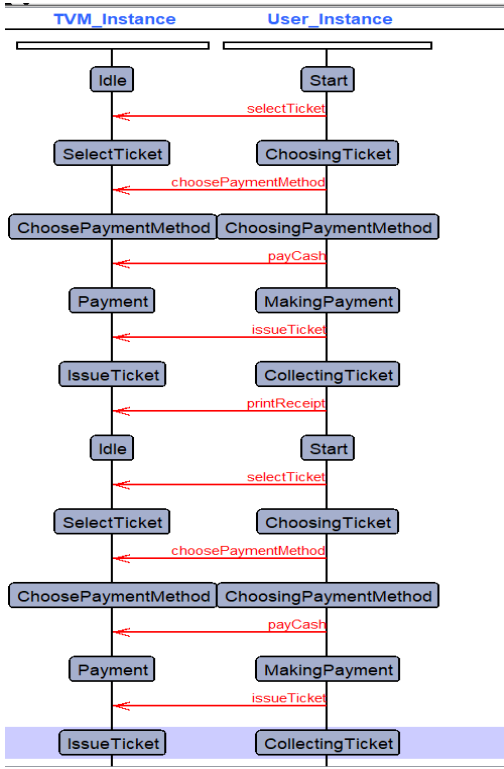 TVM_Instance User_Instance
Idle Start
selectTicket
SelectTicket ChoosingTicket
choosePaymentMethod
ChoosePaymentMethod ChoosingPaymentMethod
payCash
Payment MakingPayment
issueTicket
IssueTicket CollectingTicket
printReceipt
Idle Start
selectTicket
SelectTicket ChoosingTicket
choosePaymentMethod
ChoosePaymentMethod ChoosingPaymentMethod
payCash
Payment MakingPayment
issueTicket
IssueTicket CollectingTicket